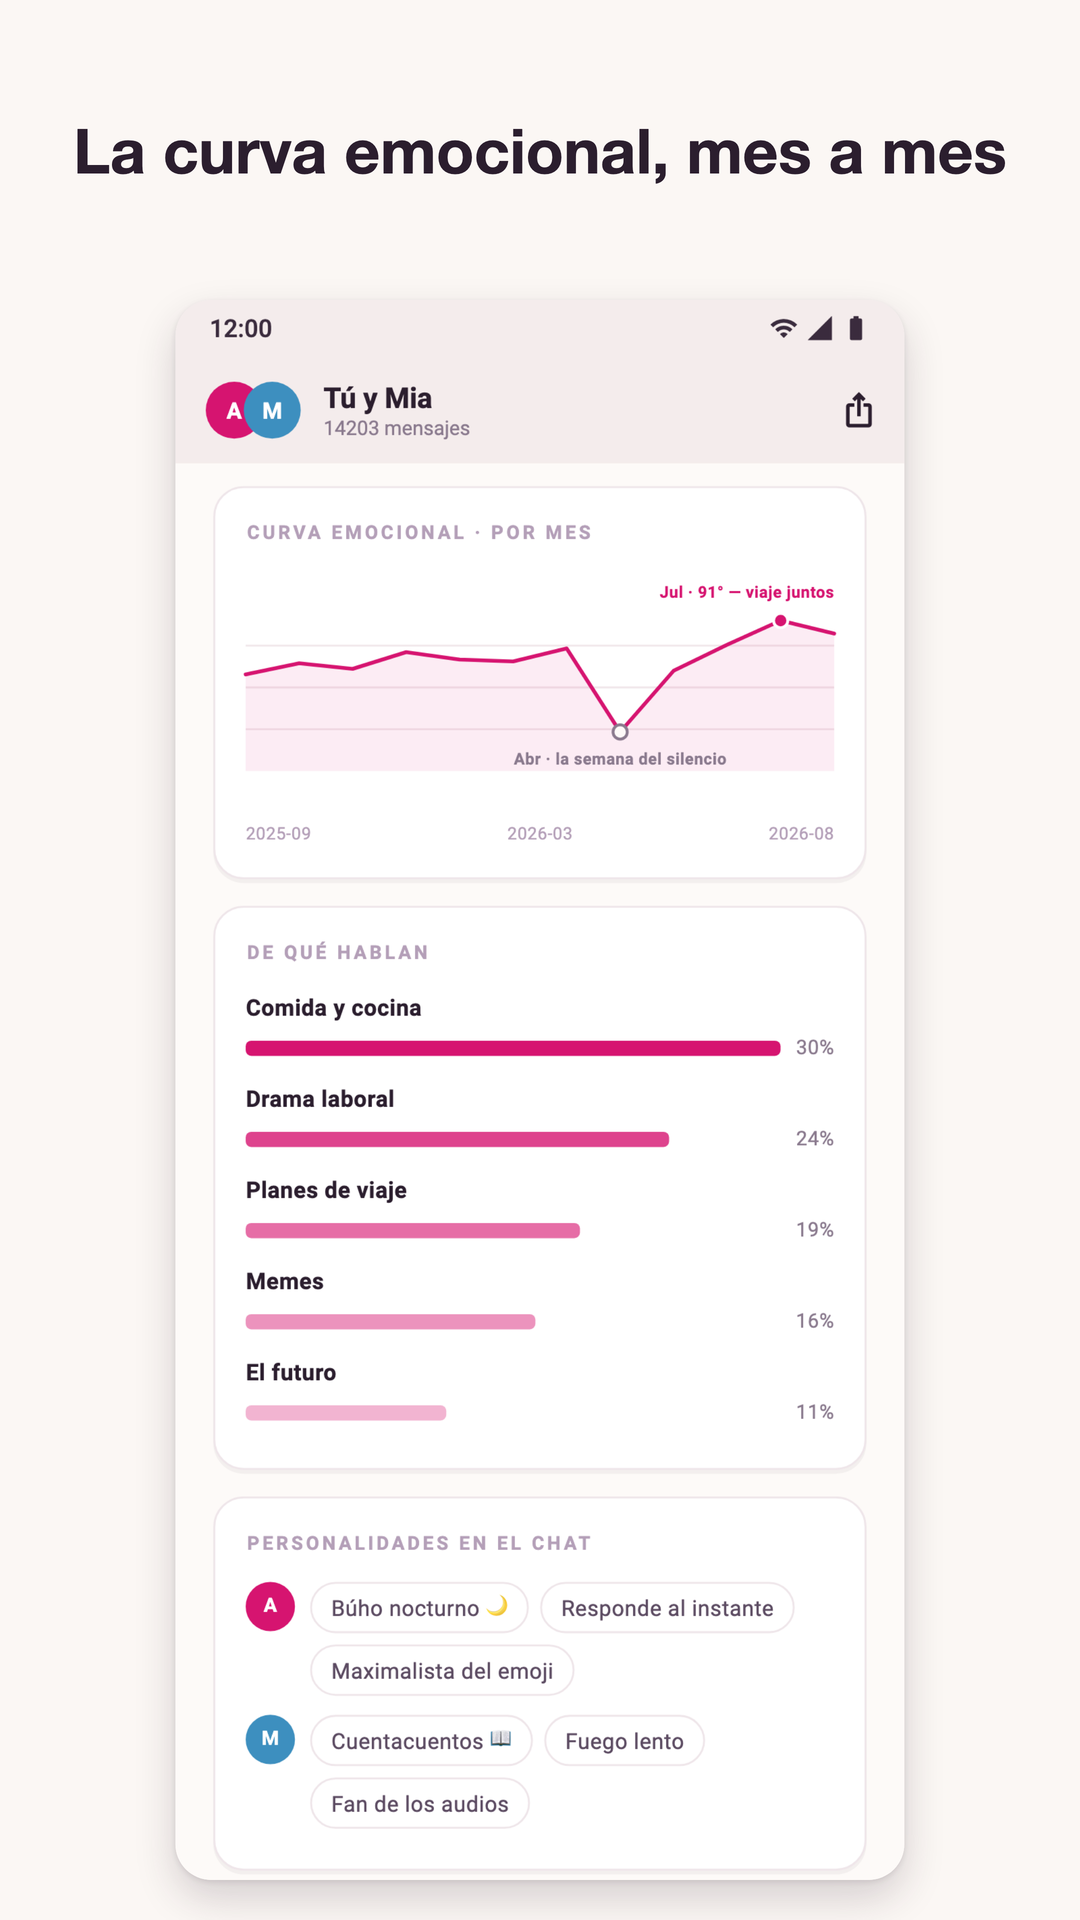 La curva emocional, mes a mes
12:00
A M
Tú y Mia
14203 mensajes
CURVA EMOCIONAL · POR MES
Jul · 91° — viaje juntos
Abr · la semana del silencio
2025-09 2026-03 2026-08
DE QUÉ HABLAN
Comida y cocina
30%
Drama laboral
24%
Planes de viaje
19%
Memes
16%
El futuro
11%
PERSONALIDADES EN EL CHAT
A Búho nocturno 🌙 Responde al instante
Maximalista del emoji
M Cuentacuentos 📖 Fuego lento
Fan de los audios